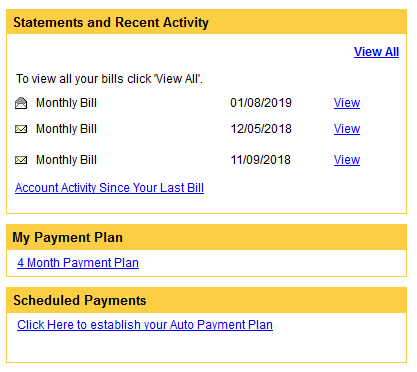 Statements and Recent Activity
View All
To view all your bills click 'View All'.
Monthly Bill 01/08/2019 View
Monthly Bill 12/05/2018 View
Monthly Bill 11/09/2018 View
Account Activity Since Your Last Bill
My Payment Plan
4 Month Payment Plan
Scheduled Payments
Click Here to establish your Auto Payment Plan